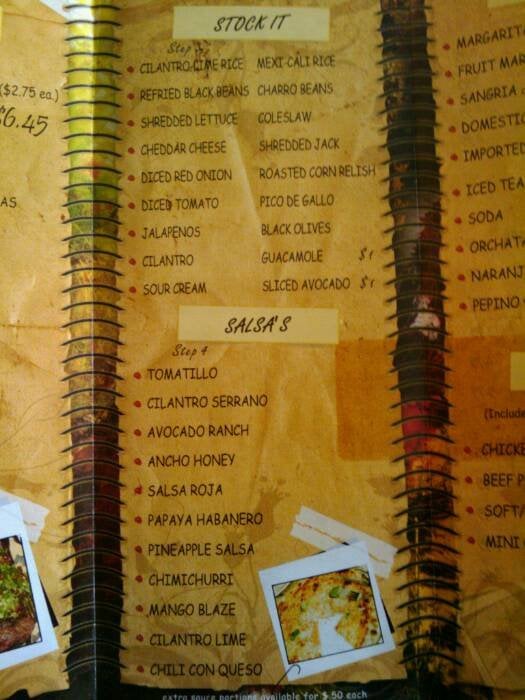 ($2.75 ea.)
$6.45
AS
STOCK IT
Step
CILANTRO-LIME RICE MEXI-CALI RICE
REFRIED BLACK BEANS CHARRO BEANS
SHREDDED LETTUCE COLESLAW
CHEDDAR CHEESE SHREDDED JACK
DICED RED ONION ROASTED CORN RELISH
DICED TOMATO PICO DE GALLO
JALAPENOS BLACK OLIVES
CILANTRO GUACAMOLE $1
SOUR CREAM SLICED AVOCADO $1
SALSA'S
Step 4
TOMATILLO
CILANTRO SERRANO
AVOCADO RANCH
ANCHO HONEY
SALSA ROJA
PAPAYA HABANERO
PINEAPPLE SALSA
CHIMICHURRI
MANGO BLAZE
CILANTRO LIME
CHILI CON QUESO
extra sauce portions available for $.50 each
MARGARIT
FRUIT MAR
SANGRIA
DOMESTIC
IMPORTED
ICED TEA
SODA
ORCHATA
NARANJ
PEPINO
(Include
CHICKE
BEEF P
SOFT/
MINI